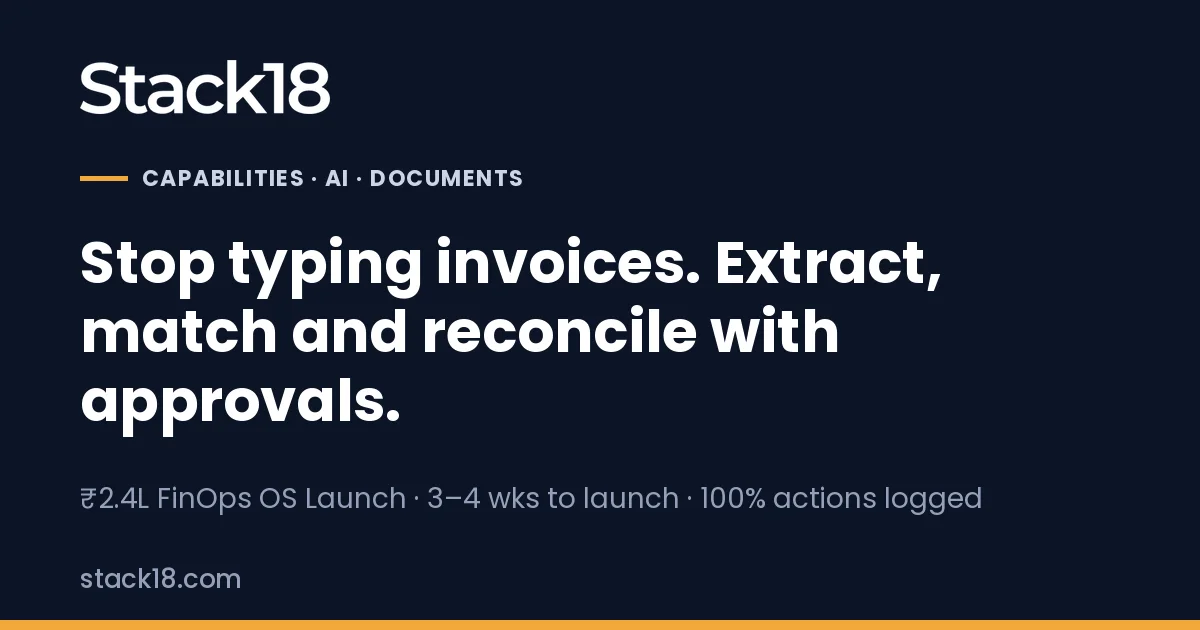 Stack18
CAPABILITIES · AI · DOCUMENTS
Stop typing invoices. Extract,
match and reconcile with
approvals.
₹2.4L FinOps OS Launch · 3–4 wks to launch · 100% actions logged
stack18.com